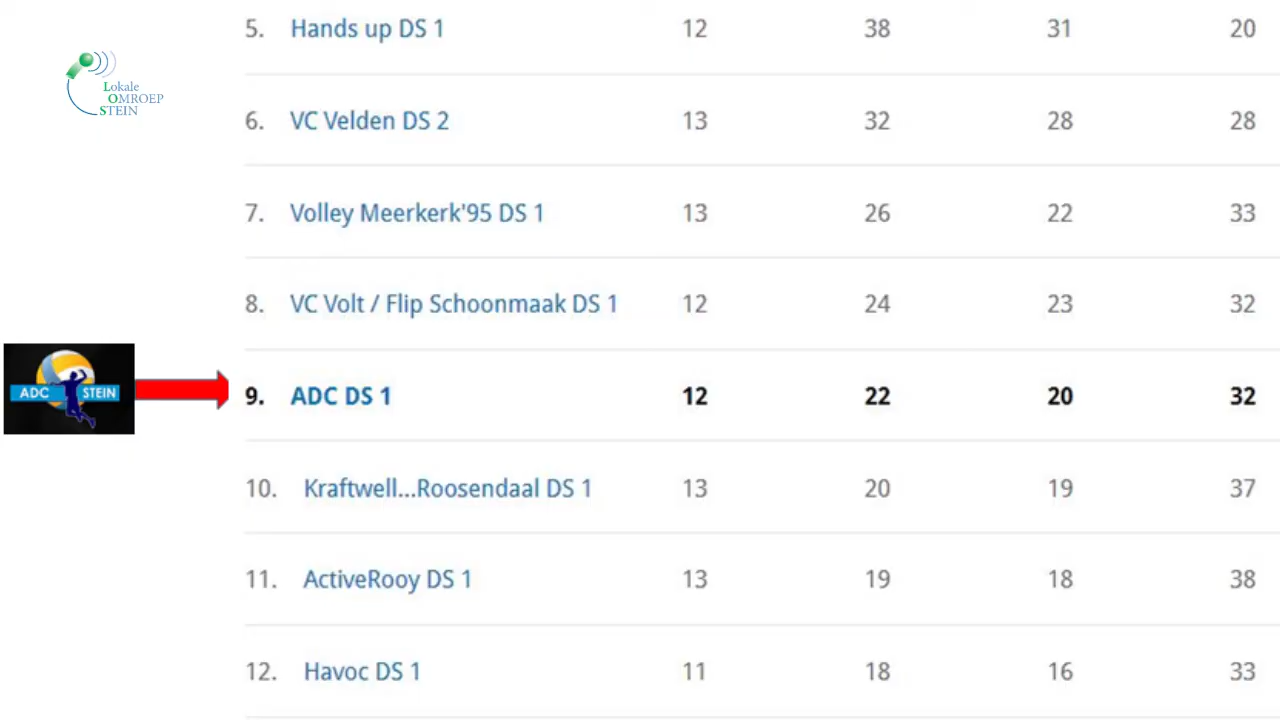 5. Hands up DS 1 12 38 31 20
Lokale
OMROEP
STEIN
6. VC Velden DS 2 13 32 28 28
7. Volley Meerkerk'95 DS 1 13 26 22 33
8. VC Volt / Flip Schoonmaak DS 1 12 24 23 32
ADC STEIN
9. ADC DS 1 12 22 20 32
10. Kraftwell...Roosendaal DS 1 13 20 19 37
11. ActiveRooy DS 1 13 19 18 38
12. Havoc DS 1 11 18 16 33